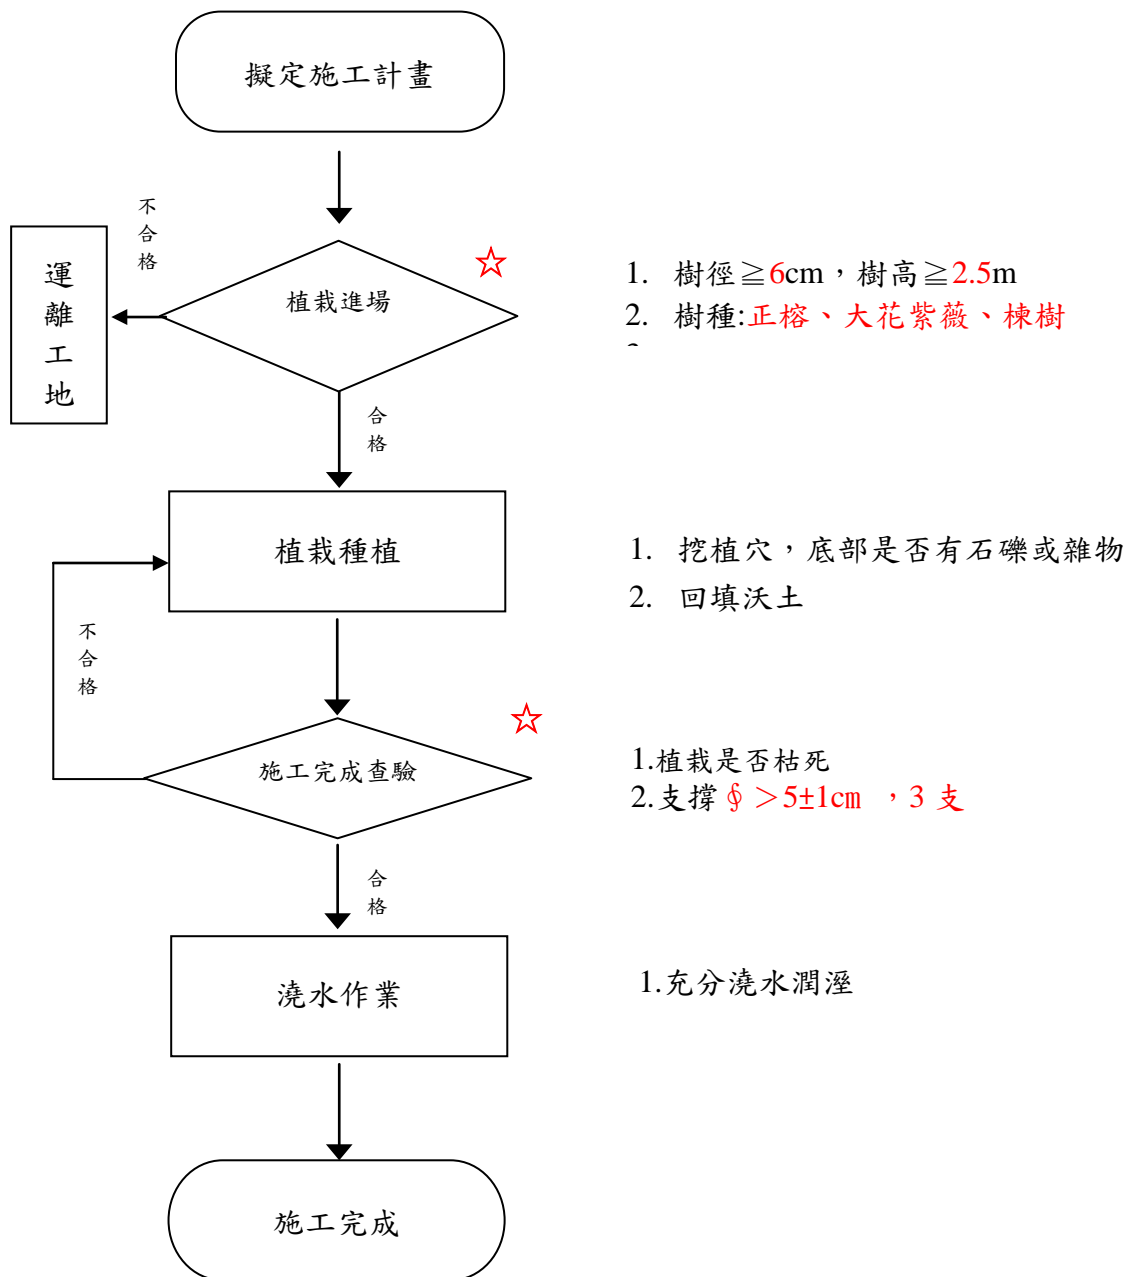 擬定施工計畫
不合格
運離工地
植栽進場
☆
1. 樹徑≧6cm，樹高≧2.5m
2. 樹種:正榕、大花紫薇、楝樹
合格
植栽種植
1. 挖植穴，底部是否有石礫或雜物
2. 回填沃土
不合格
☆
施工完成查驗
1.植栽是否枯死
2.支撐∮＞5±1㎝ ，3 支
合格
澆水作業
1.充分澆水潤溼
施工完成